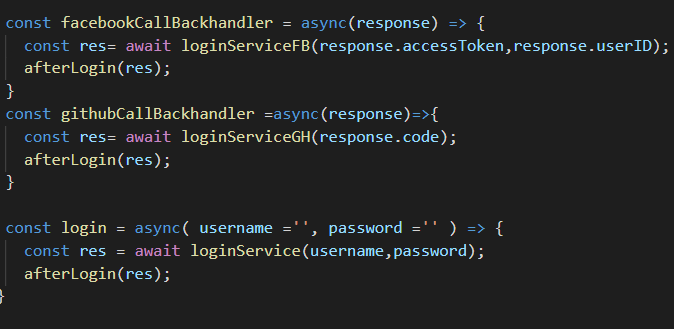 const facebookCallBackhandler = async(response) => {
  const res= await loginServiceFB(response.accessToken,response.userID);
  afterLogin(res);
}
const githubCallBackhandler =async(response)=>{
  const res= await loginServiceGH(response.code);
  afterLogin(res);
}
const login = async( username ='', password ='' ) => {
  const res = await loginService(username,password);
  afterLogin(res);
}